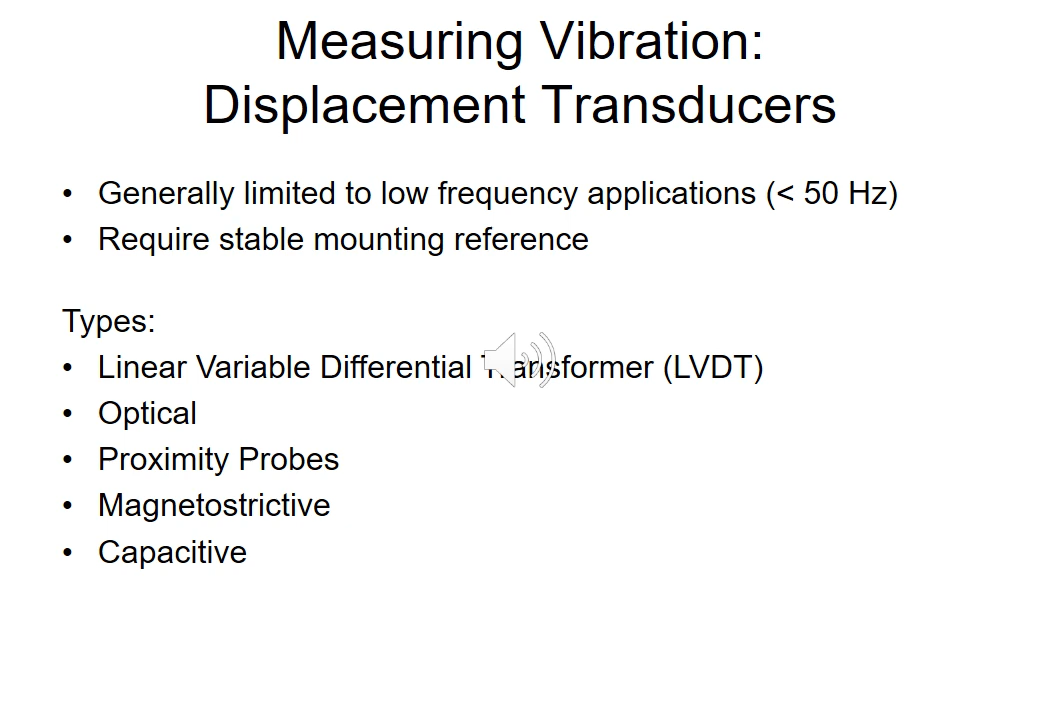 Measuring Vibration:
Displacement Transducers
• Generally limited to low frequency applications (< 50 Hz)
• Require stable mounting reference
Types:
• Linear Variable Differential Transformer (LVDT)
• Optical
• Proximity Probes
• Magnetostrictive
• Capacitive